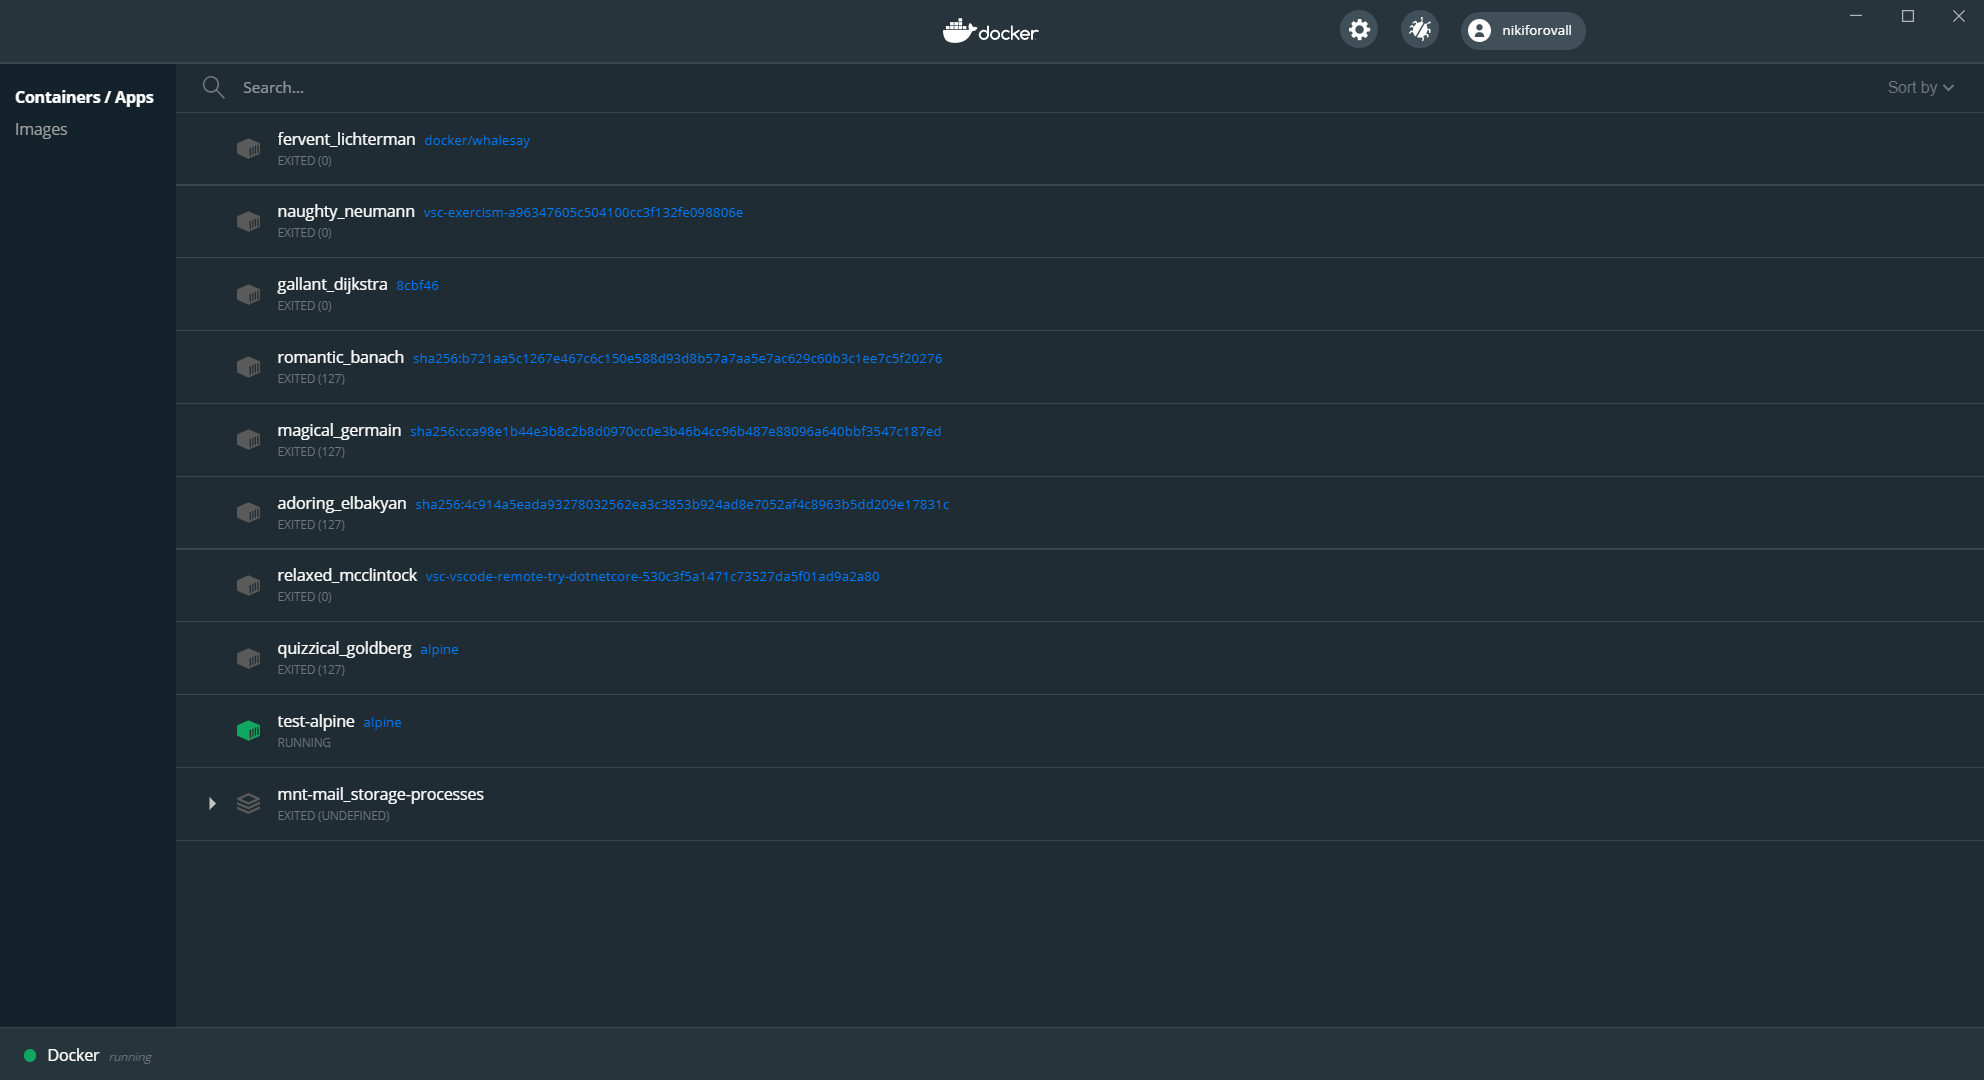 docker
nikiforovall
Containers / Apps
Images
Search...
Sort by
fervent_lichterman docker/whalesay
EXITED (0)
naughty_neumann vsc-exercism-a96347605c504100cc3f132fe098806e
EXITED (0)
gallant_dijkstra 8cbf46
EXITED (0)
romantic_banach sha256:b721aa5c1267e467c6c150e588d93d8b57a7aa5e7ac629c60b3c1ee7c5f20276
EXITED (127)
magical_germain sha256:cca98e1b44e3b8c2b8d0970cc0e3b46b4cc96b487e88096a640bbf3547c187ed
EXITED (127)
adoring_elbakyan sha256:4c914a5eada93278032562ea3c3853b924ad8e7052af4c8963b5dd209e17831c
EXITED (127)
relaxed_mcclintock vsc-vscode-remote-try-dotnetcore-530c3f5a1471c73527da5f01ad9a2a80
EXITED (0)
quizzical_goldberg alpine
EXITED (127)
test-alpine alpine
RUNNING
mnt-mail_storage-processes
EXITED (UNDEFINED)
Docker running